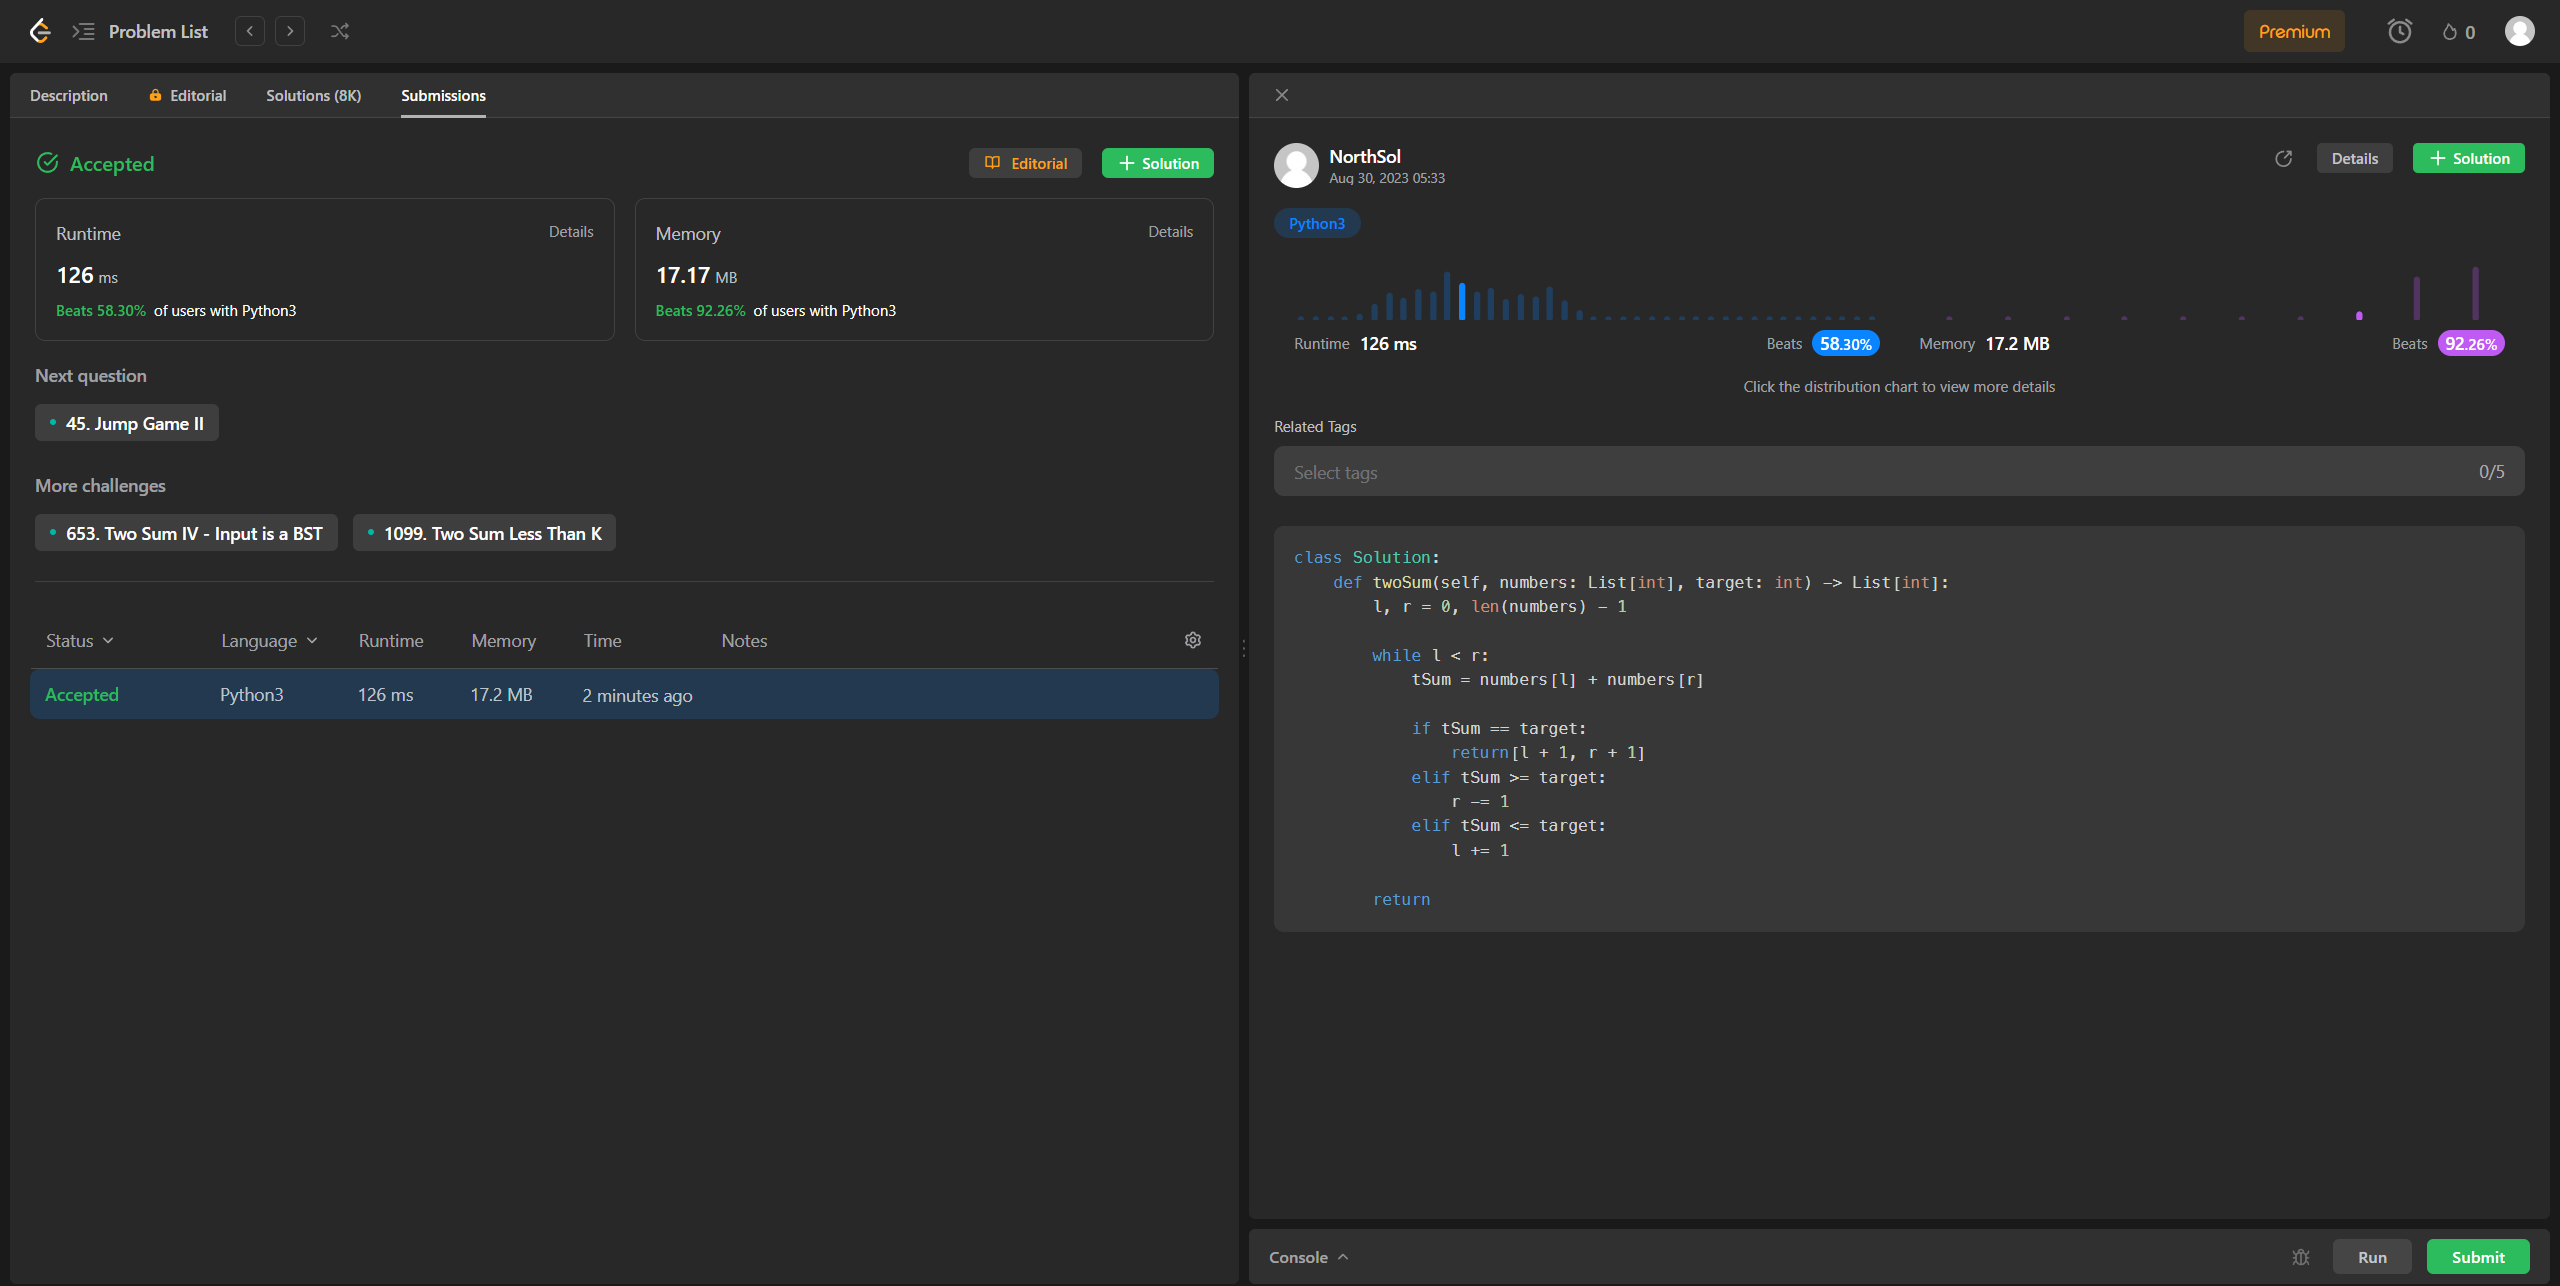 Problem List
Premium
0
Description
Editorial
Solutions (8K)
Submissions
Accepted
Editorial
Solution
Runtime
Details
126 ms
Beats 58.30% of users with Python3
Memory
Details
17.17 MB
Beats 92.26% of users with Python3
Next question
45. Jump Game II
More challenges
653. Two Sum IV - Input is a BST
1099. Two Sum Less Than K
Status Language Runtime Memory Time Notes
Accepted Python3 126 ms 17.2 MB 2 minutes ago
NorthSol
Aug 30, 2023 05:33
Details
Solution
Python3
Runtime 126 ms Beats 58.30%
Memory 17.2 MB Beats 92.26%
Click the distribution chart to view more details
Related Tags
Select tags 0/5
class Solution:
    def twoSum(self, numbers: List[int], target: int) -> List[int]:
        l, r = 0, len(numbers) - 1
        while l < r:
            tSum = numbers[l] + numbers[r]
            if tSum == target:
                return[l + 1, r + 1]
            elif tSum >= target:
                r -= 1
            elif tSum <= target:
                l += 1
        return
Console
Run
Submit